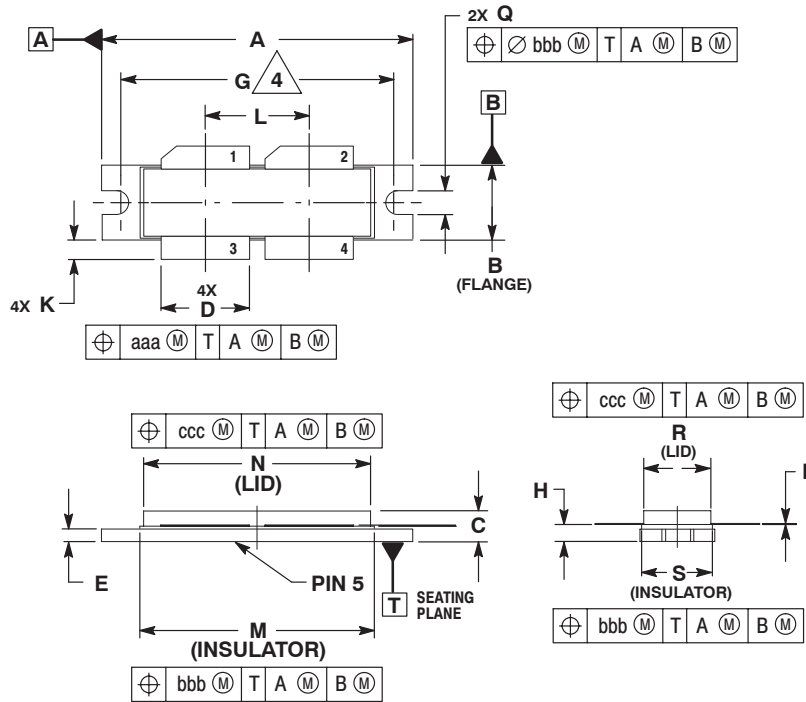 A
A
2X Q
⌖ ∅ bbb Ⓜ T A Ⓜ B Ⓜ
G 4
L
B
1
2
3
4
B
(FLANGE)
4X K
4X
D
⌖ aaa Ⓜ T A Ⓜ B Ⓜ
⌖ ccc Ⓜ T A Ⓜ B Ⓜ
N
(LID)
C
E
PIN 5
T
SEATING
PLANE
M
(INSULATOR)
⌖ bbb Ⓜ T A Ⓜ B Ⓜ
⌖ ccc Ⓜ T A Ⓜ B Ⓜ
R
(LID)
H
S
(INSULATOR)
⌖ bbb Ⓜ T A Ⓜ B Ⓜ